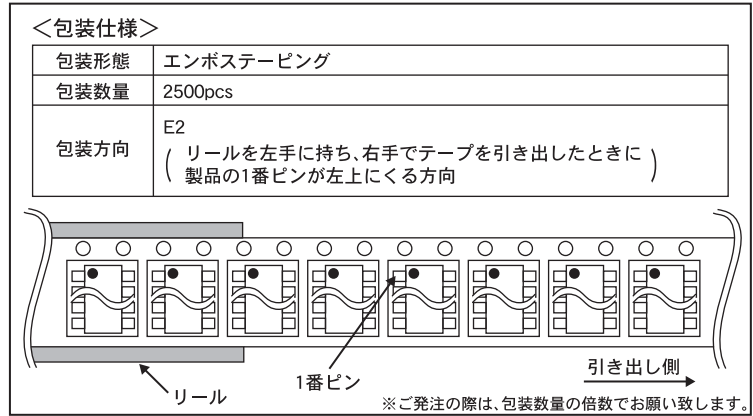 ＜包装仕様＞
包装形態 エンボステーピング
包装数量 2500pcs
包装方向 E2
( リールを左手に持ち、右手でテープを引き出したときに
製品の1番ピンが左上にくる方向 )
リール
1番ピン
引き出し側
※ご発注の際は、包装数量の倍数でお願い致します。